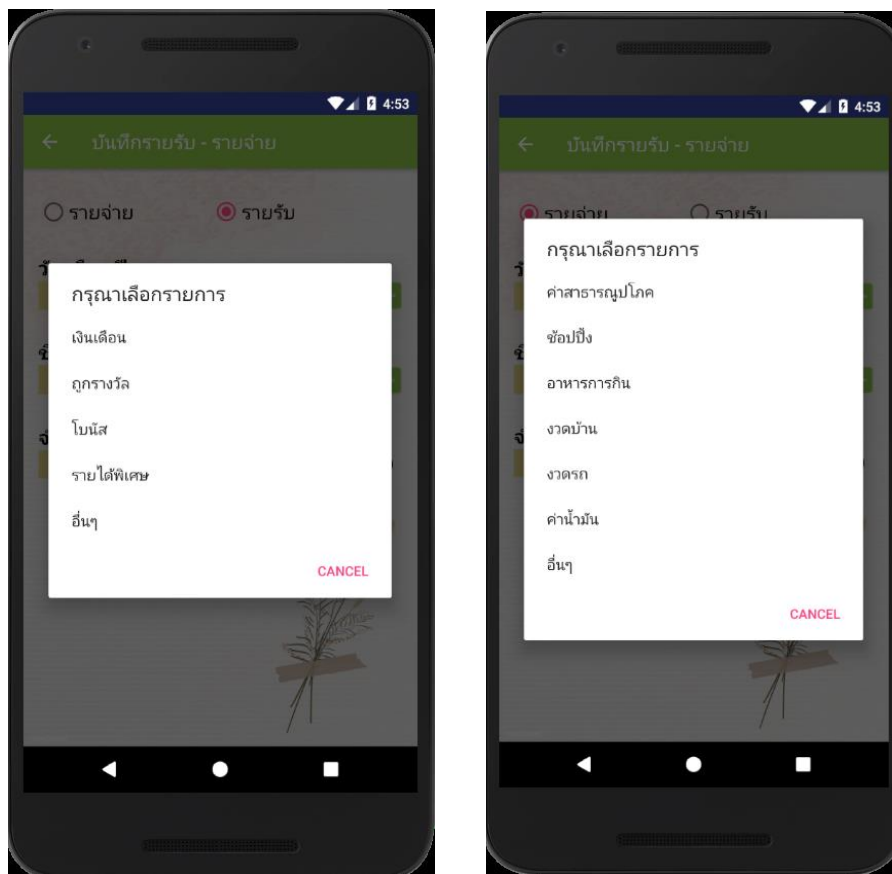 4:53
บันทึกรายรับ - รายจ่าย
รายจ่าย
รายรับ
กรุณาเลือกรายการ
เงินเดือน
ถูกรางวัล
โบนัส
รายได้พิเศษ
อื่นๆ
CANCEL
4:53
บันทึกรายรับ - รายจ่าย
รายจ่าย
รายรับ
กรุณาเลือกรายการ
ค่าสาธารณูปโภค
ช้อปปิ้ง
อาหารการกิน
งวดบ้าน
งวดรถ
ค่าน้ำมัน
อื่นๆ
CANCEL